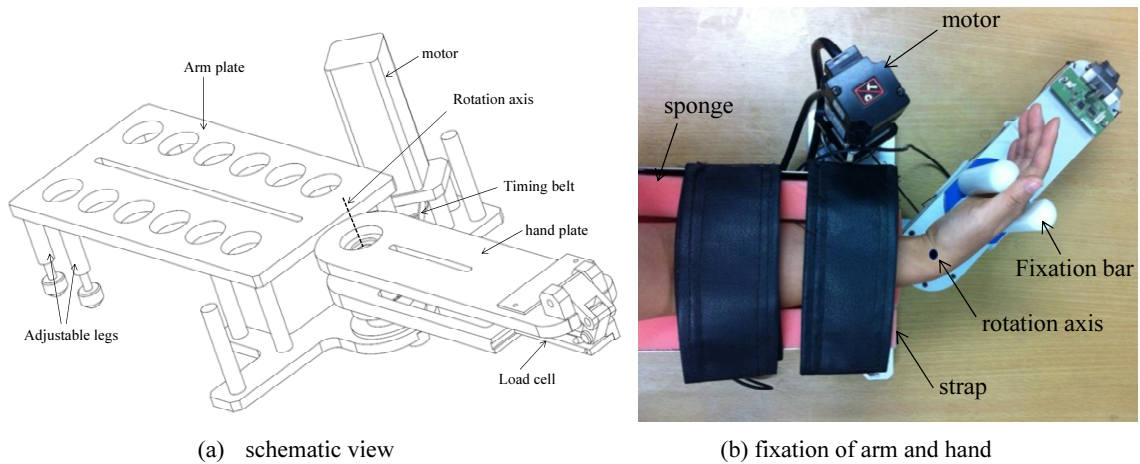 motor
Arm plate
Rotation axis
Timing belt
hand plate
Adjustable legs
Load cell
(a) schematic view
motor
sponge
Fixation bar
rotation axis
strap
(b) fixation of arm and hand